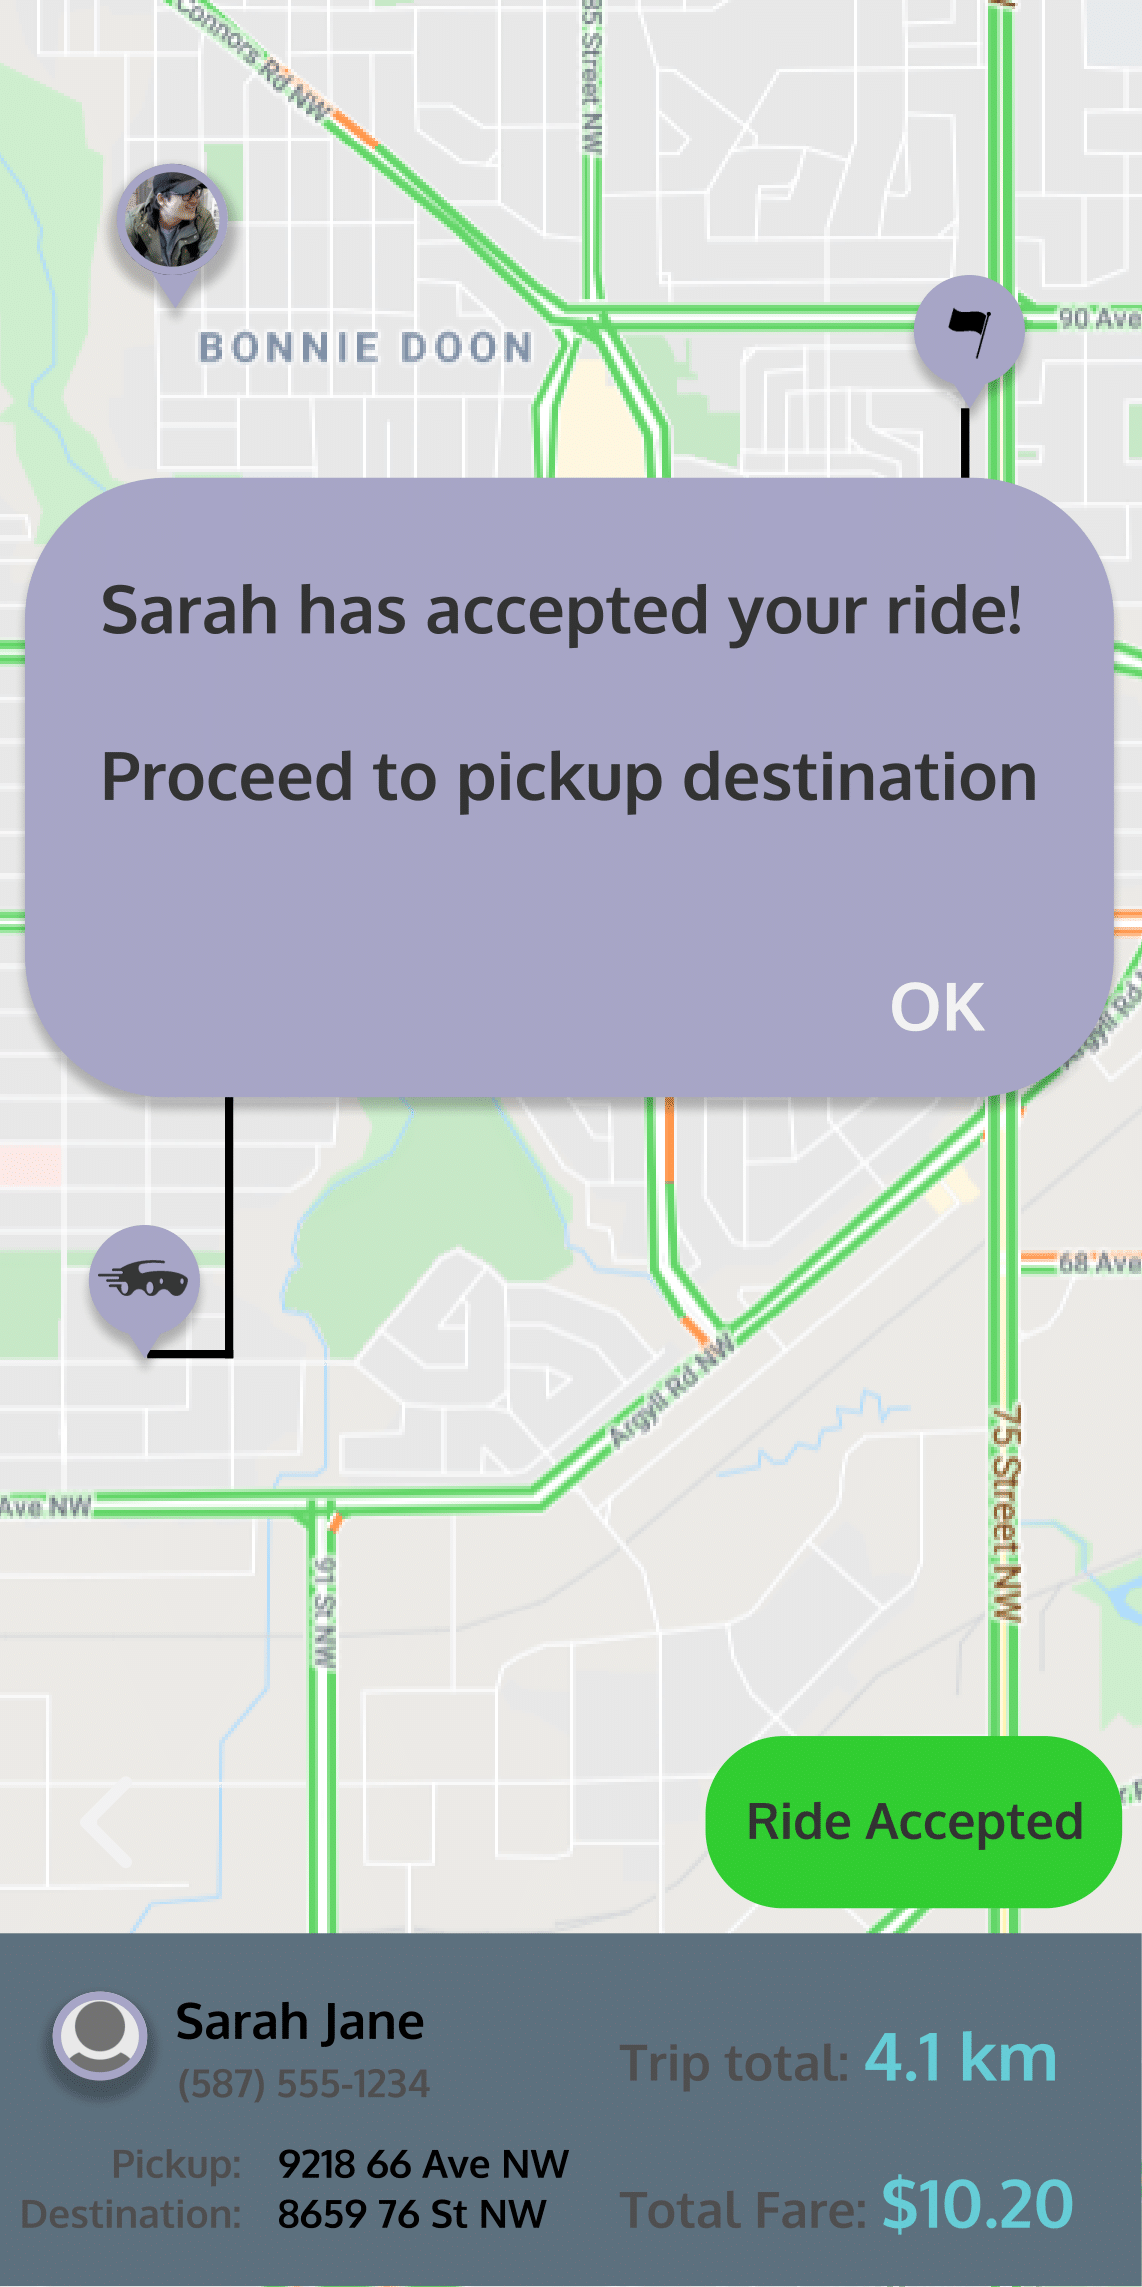 Connors Rd NW
85 Street NW
90 Ave
BONNIE DOON
Sarah has accepted your ride!
Proceed to pickup destination
OK
68 Ave
Argyll Rd NW
75 Street NW
Ave NW
91 St NW
Ride Accepted
Sarah Jane
(587) 555-1234
Trip total: 4.1 km
Pickup: 9218 66 Ave NW
Destination: 8659 76 St NW
Total Fare: $10.20